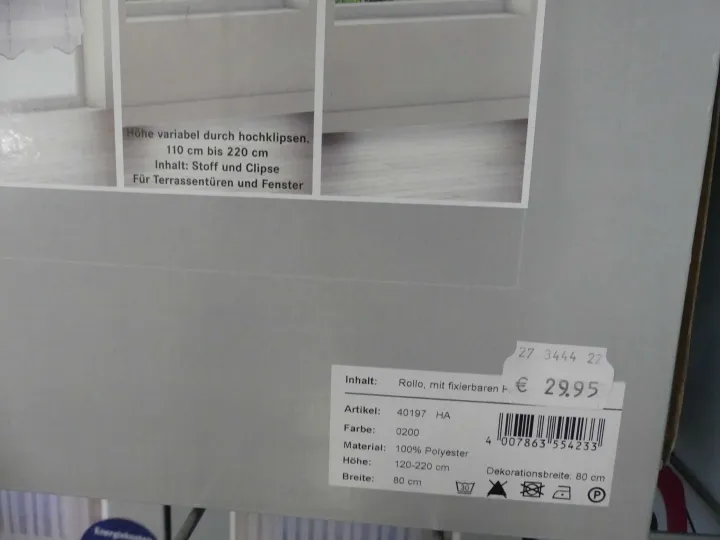 Höhe variabel durch hochklipsen.
110 cm bis 220 cm
Inhalt: Stoff und Clipse
Für Terrassentüren und Fenster
27 3444 22
€ 29.95
Inhalt: Rollo, mit fixierbaren
Artikel: 40197 HA
Farbe: 0200
Material: 100% Polyester
Höhe: 120-220 cm
Breite: 80 cm
4 007863 554233
Dekorationsbreite: 80 cm
30
P